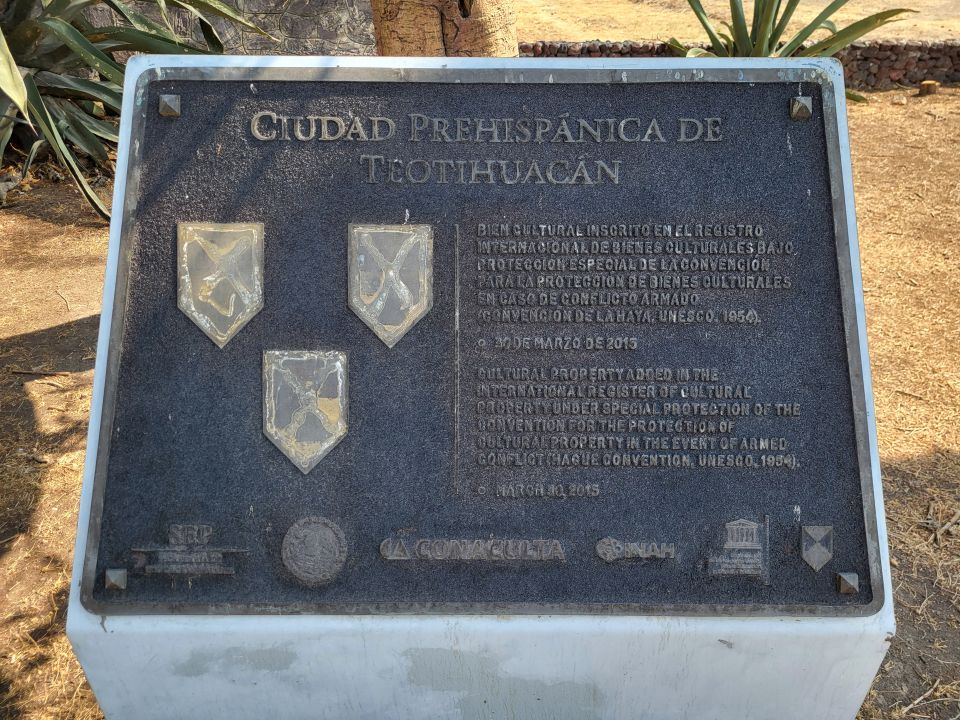 CIUDAD PREHISPÁNICA DE
TEOTIHUACÁN
BIEN CULTURAL INSCRITO EN EL REGISTRO
INTERNACIONAL DE BIENES CULTURALES BAJO
PROTECCIÓN ESPECIAL DE LA CONVENCIÓN
PARA LA PROTECCIÓN DE BIENES CULTURALES
EN CASO DE CONFLICTO ARMADO
(CONVENCIÓN DE LA HAYA, UNESCO, 1954).
30 DE MARZO DE 2015
CULTURAL PROPERTY ADDED IN THE
INTERNATIONAL REGISTER OF CULTURAL
PROPERTY UNDER SPECIAL PROTECTION OF THE
CONVENTION FOR THE PROTECTION OF
CULTURAL PROPERTY IN THE EVENT OF ARMED
CONFLICT (HAGUE CONVENTION, UNESCO, 1954).
MARCH 30, 2015
SEP
CONACULTA
INAH